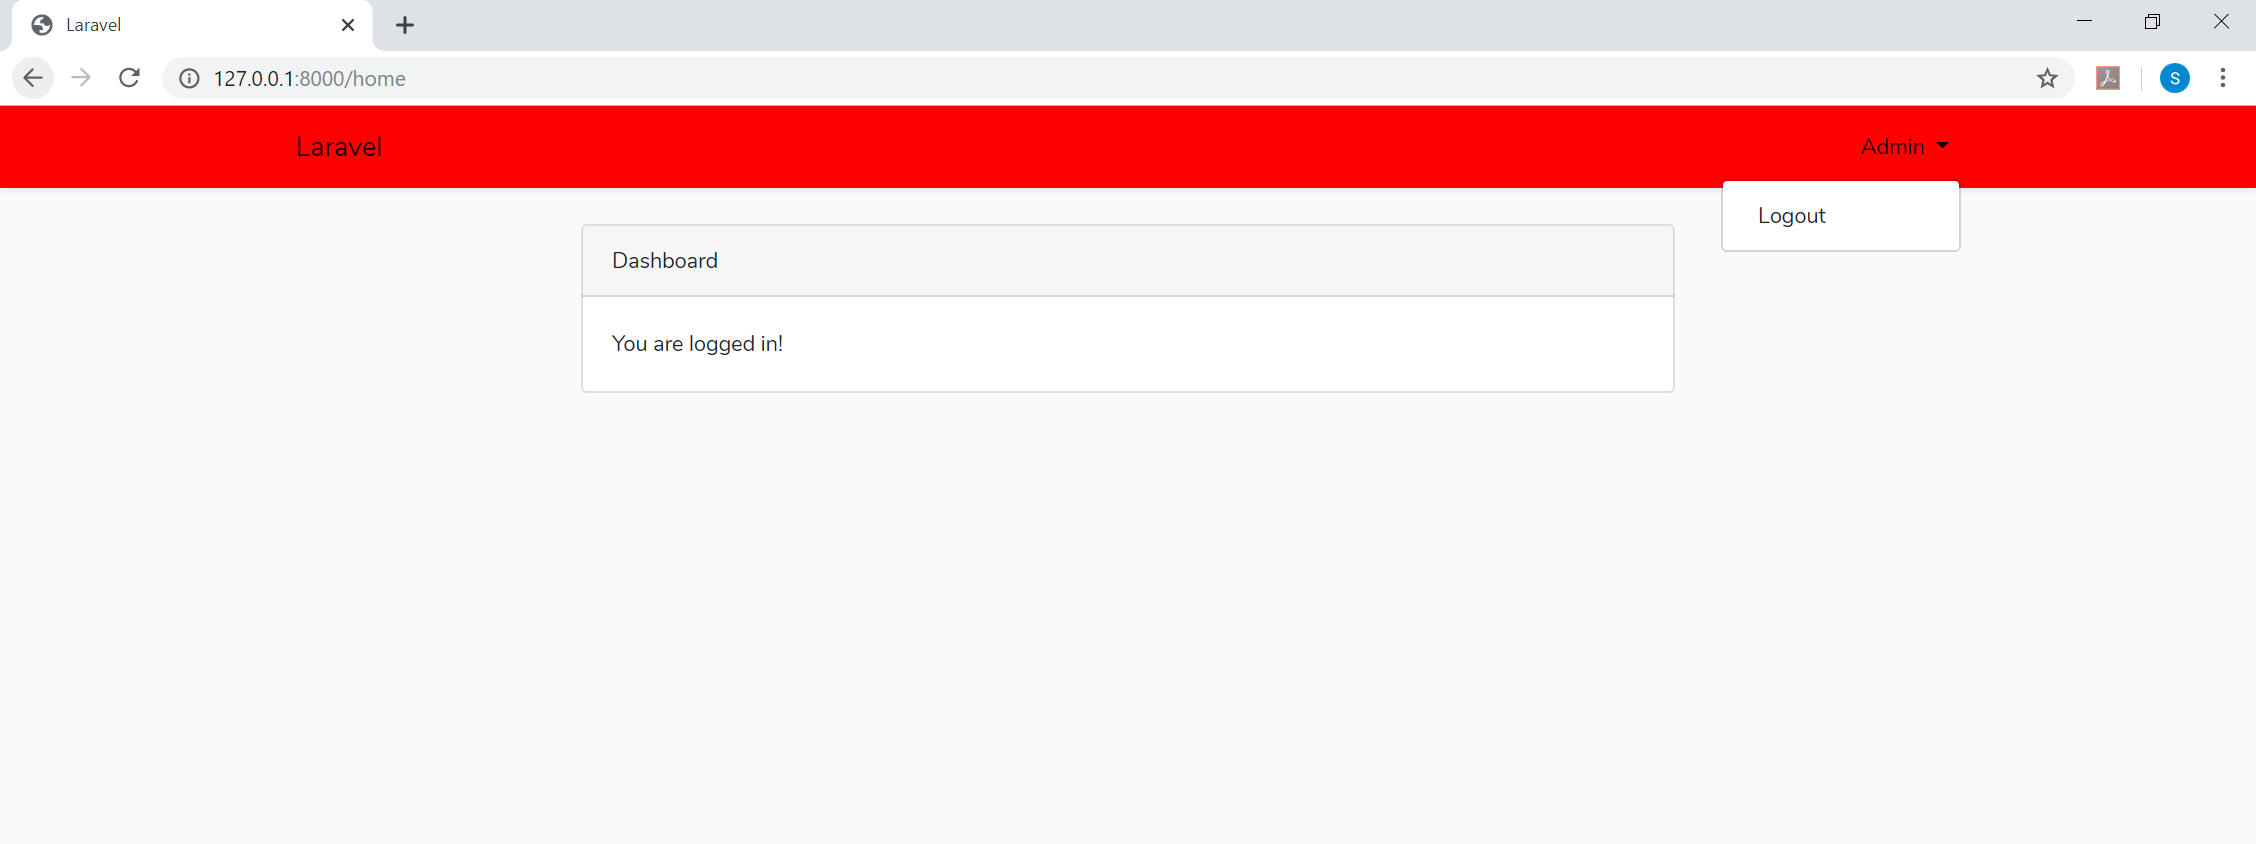 Laravel
127.0.0.1:8000/home
S
Laravel
Admin
Logout
Dashboard
You are logged in!